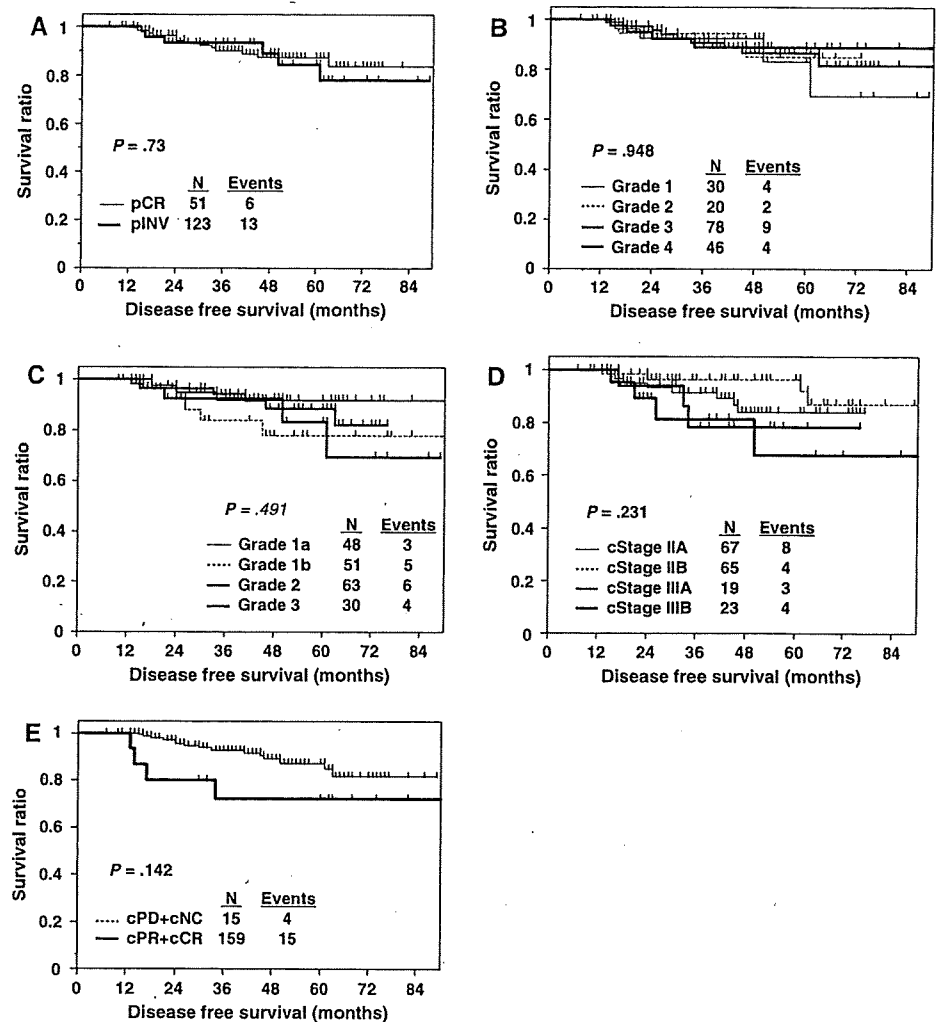 A
1
0.8
0.6
0.4
0.2
0
Survival ratio
P = .73
N Events
pCR 51 6
pINV 123 13
0 12 24 36 48 60 72 84
Disease free survival (months)
B
1
0.8
0.6
0.4
0.2
0
Survival ratio
P = .948
N Events
Grade 1 30 4
Grade 2 20 2
Grade 3 78 9
Grade 4 46 4
0 12 24 36 48 60 72 84
Disease free survival (months)
C
1
0.8
0.6
0.4
0.2
0
Survival ratio
P = .491
N Events
Grade 1a 48 3
Grade 1b 51 5
Grade 2 63 6
Grade 3 30 4
0 12 24 36 48 60 72 84
Disease free survival (months)
D
1
0.8
0.6
0.4
0.2
0
Survival ratio
P = .231
N Events
cStage IIA 67 8
cStage IIB 65 4
cStage IIIA 19 3
cStage IIIB 23 4
0 12 24 36 48 60 72 84
Disease free survival (months)
E
1
0.8
0.6
0.4
0.2
0
Survival ratio
P = .142
N Events
cPD+cNC 15 4
cPR+cCR 159 15
0 12 24 36 48 60 72 84
Disease free survival (months)